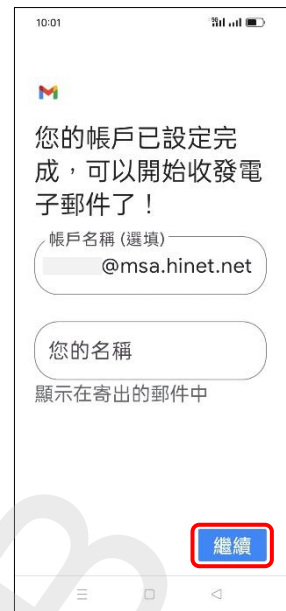 10:01
您的帳戶已設定完
成，可以開始收發電
子郵件了！
帳戶名稱 (選填)
@msa.hinet.net
您的名稱
顯示在寄出的郵件中
繼續